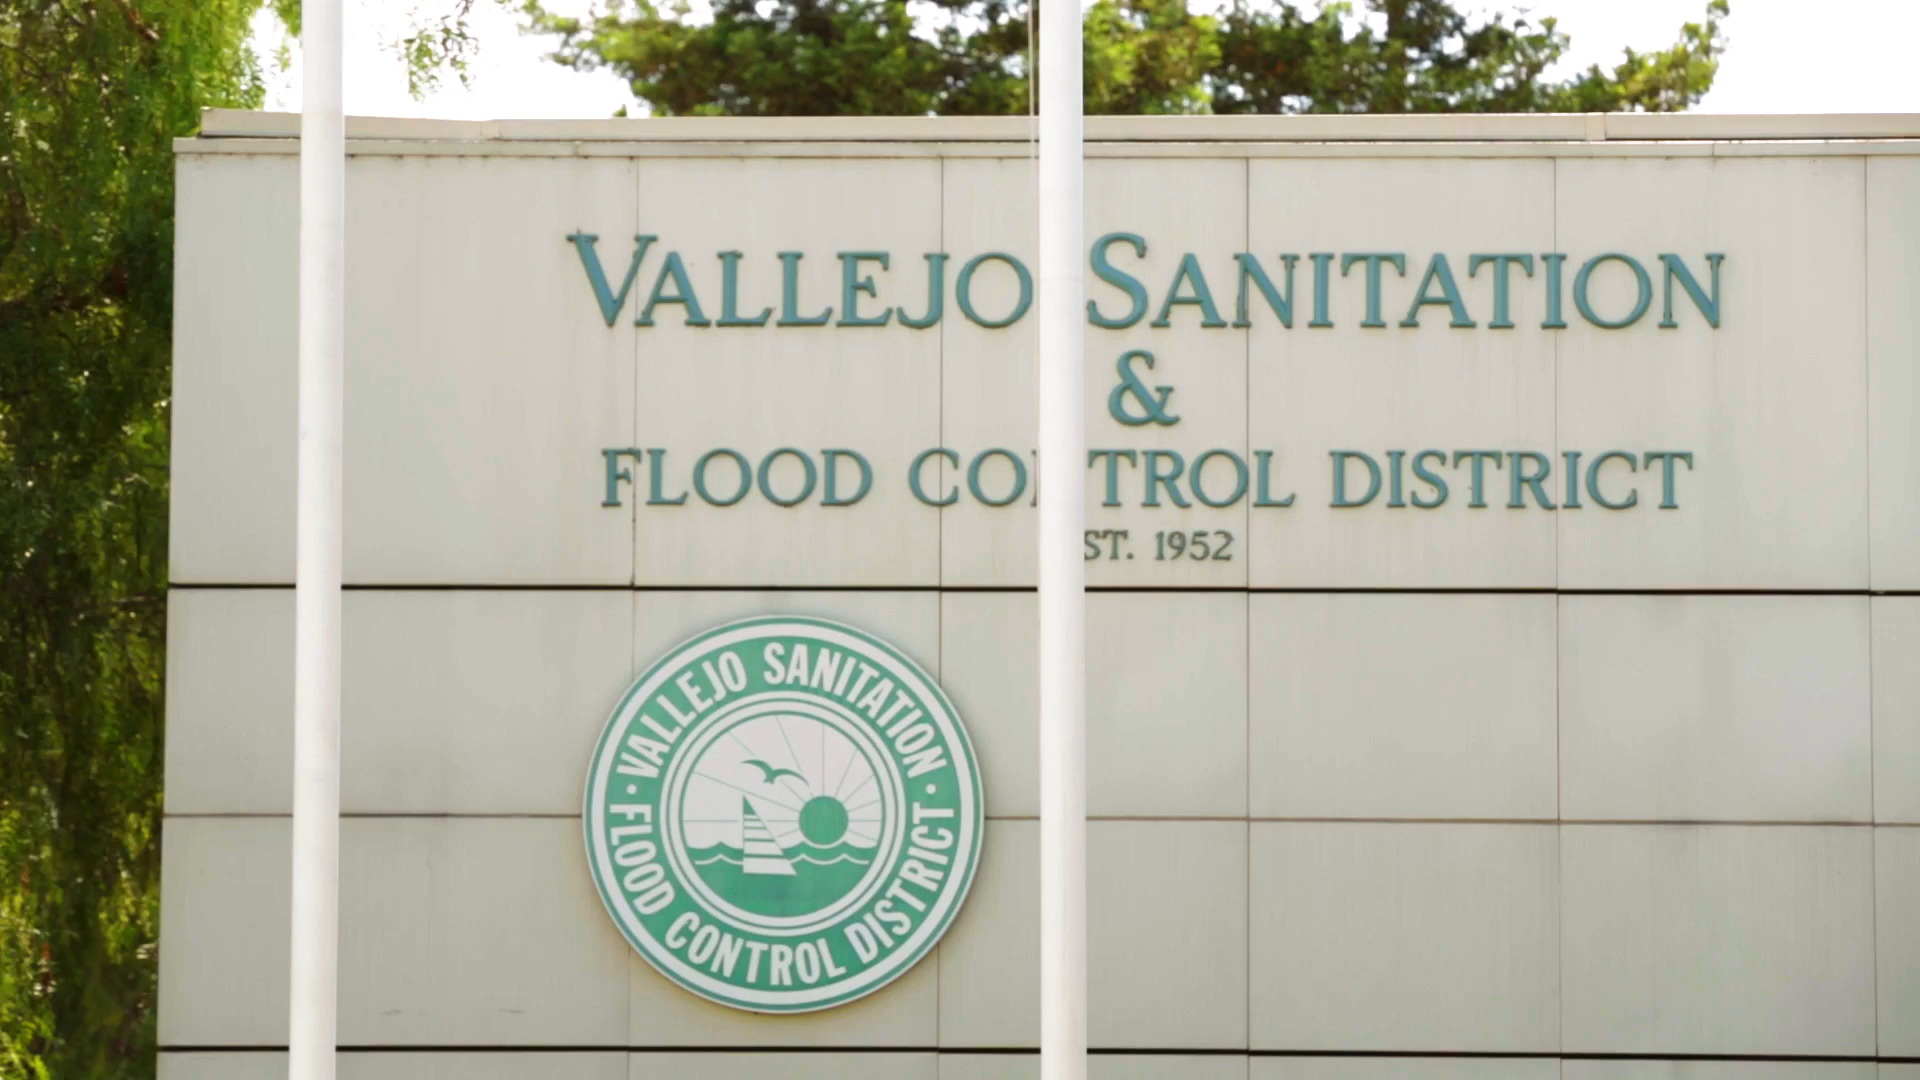 VALLEJO SANITATION
&
FLOOD CONTROL DISTRICT
EST. 1952
VALLEJO SANITATION
· FLOOD CONTROL DISTRICT ·